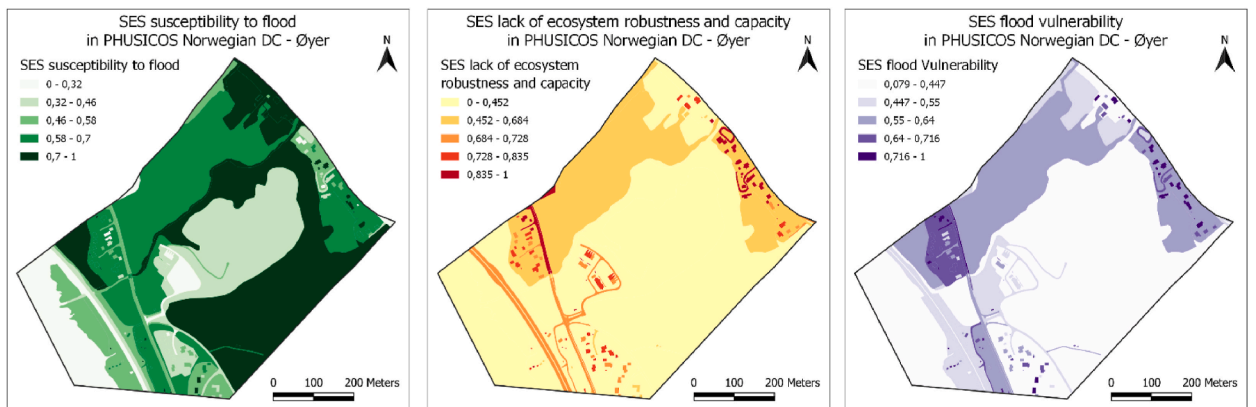 SES susceptibility to flood
in PHUSICOS Norwegian DC - Øyer
N
SES susceptibility to flood
0 - 0,32
0,32 - 0,46
0,46 - 0,58
0,58 - 0,7
0,7 - 1
0 100 200 Meters
SES lack of ecosystem robustness and capacity
in PHUSICOS Norwegian DC - Øyer
N
SES lack of ecosystem
robustness and capacity
0 - 0,452
0,452 - 0,684
0,684 - 0,728
0,728 - 0,835
0,835 - 1
0 100 200 Meters
SES flood vulnerability
in PHUSICOS Norwegian DC - Øyer
N
SES flood Vulnerability
0,079 - 0,447
0,447 - 0,55
0,55 - 0,64
0,64 - 0,716
0,716 - 1
0 100 200 Meters